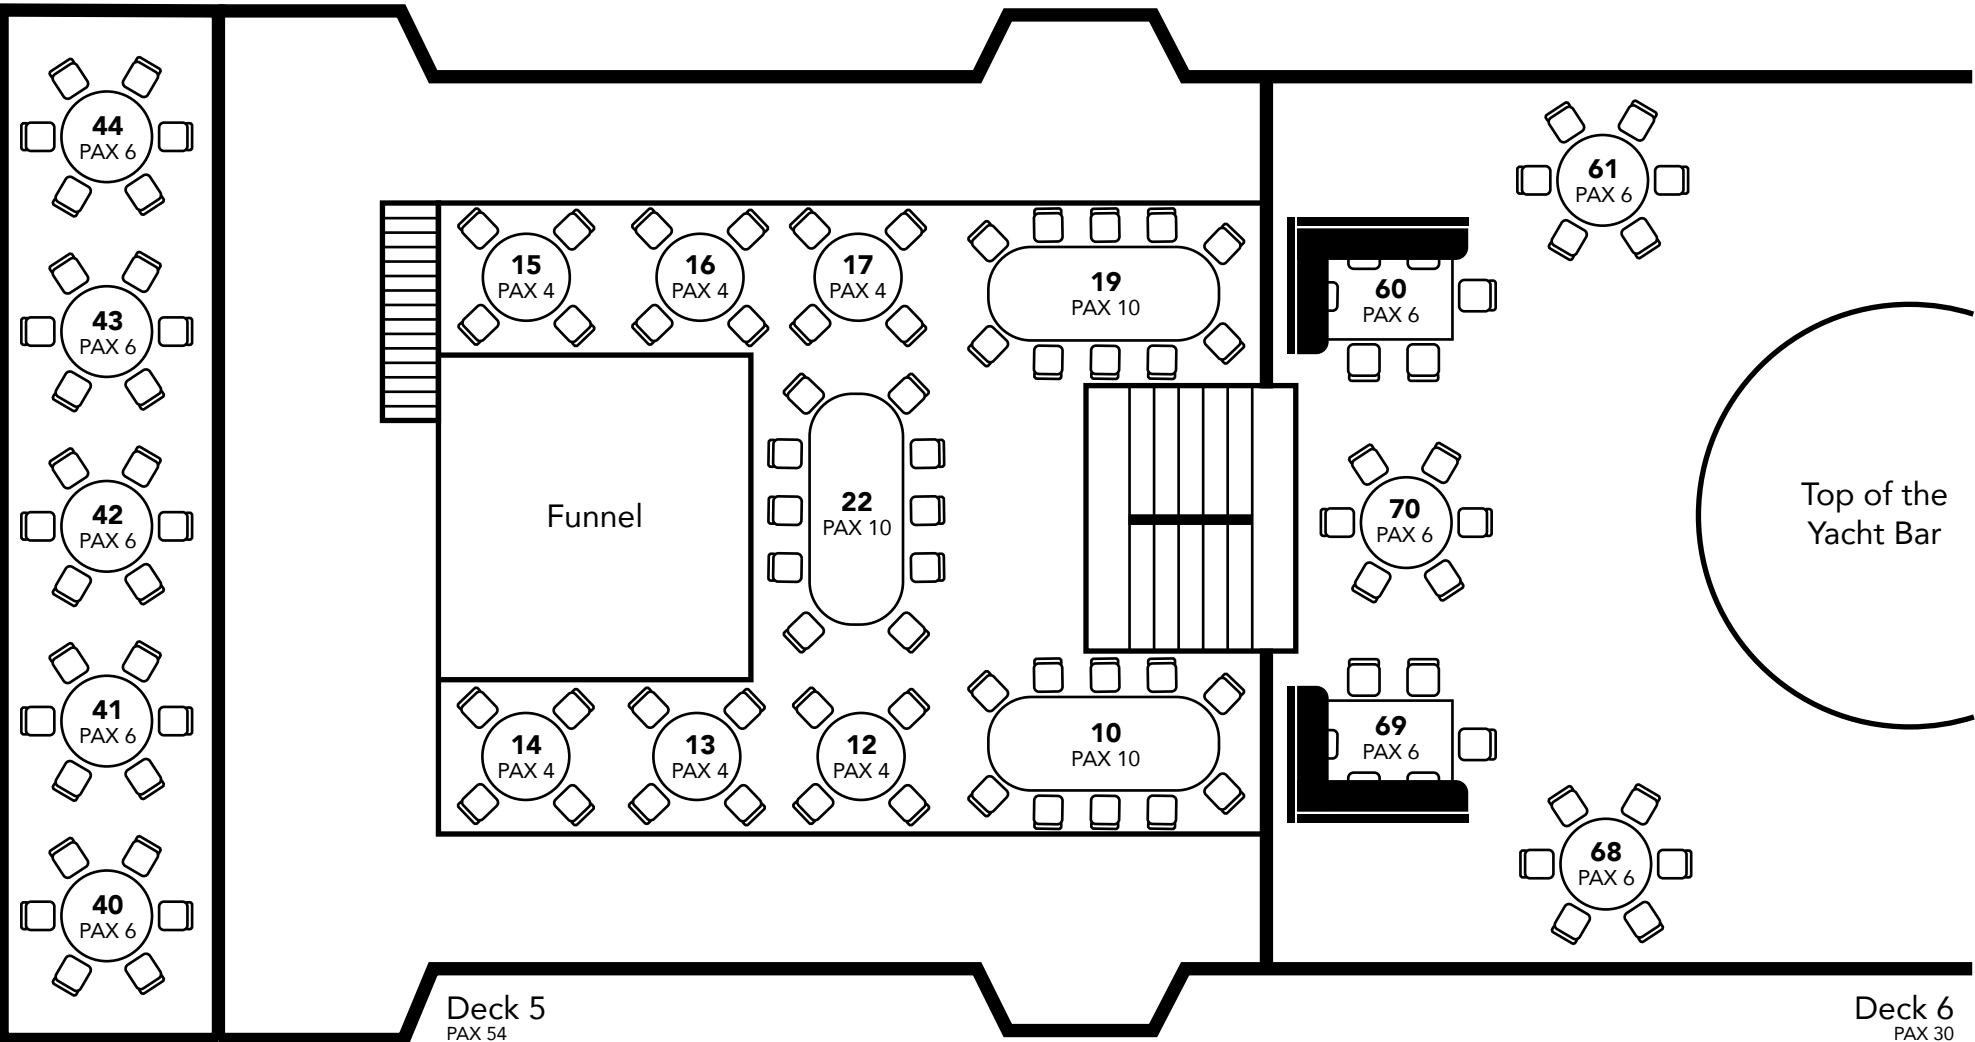 44
PAX 6
43
PAX 6
42
PAX 6
41
PAX 6
40
PAX 6
15
PAX 4
16
PAX 4
17
PAX 4
19
PAX 10
Funnel
22
PAX 10
14
PAX 4
13
PAX 4
12
PAX 4
10
PAX 10
61
PAX 6
60
PAX 6
70
PAX 6
69
PAX 6
68
PAX 6
Top of the
Yacht Bar
Deck 5
PAX 54
Deck 6
PAX 30